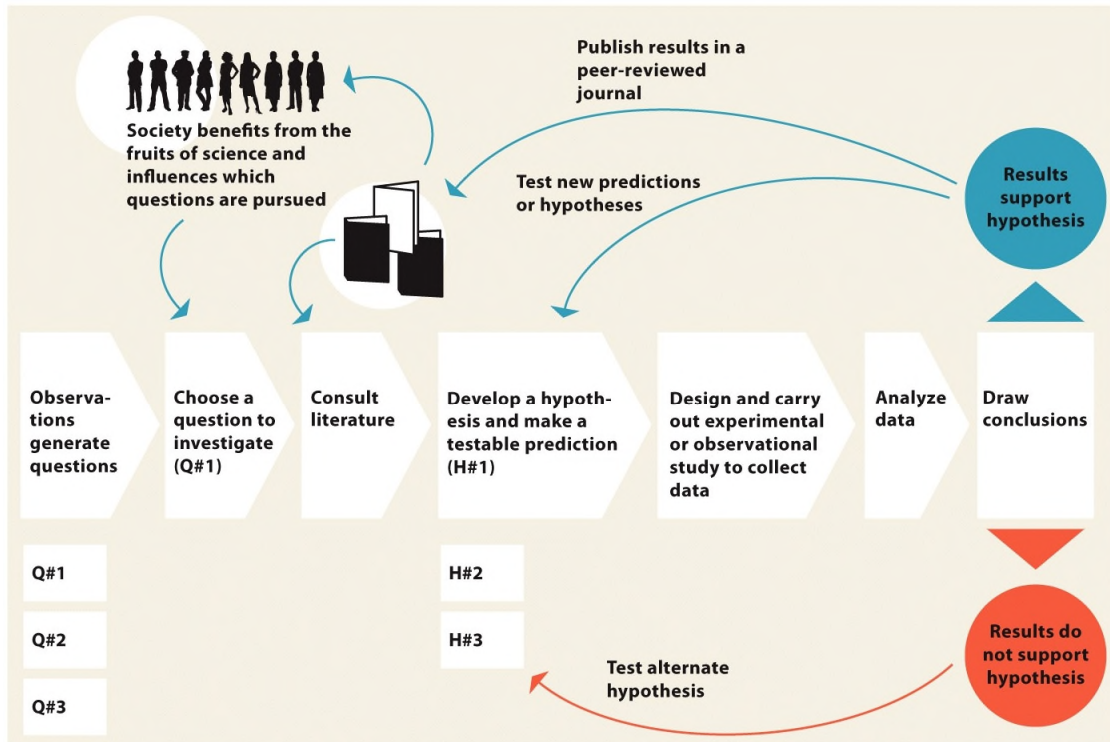 Publish results in a
peer-reviewed
journal
Society benefits from the
fruits of science and
influences which
questions are pursued
Test new predictions
or hypotheses
Results
support
hypothesis
Observa-
tions
generate
questions
Choose a
question to
investigate
(Q#1)
Consult
literature
Develop a hypoth-
esis and make a
testable prediction
(H#1)
Design and carry
out experimental
or observational
study to collect
data
Analyze
data
Draw
conclusions
Q#1
Q#2
Q#3
H#2
H#3
Test alternate
hypothesis
Results do
not support
hypothesis